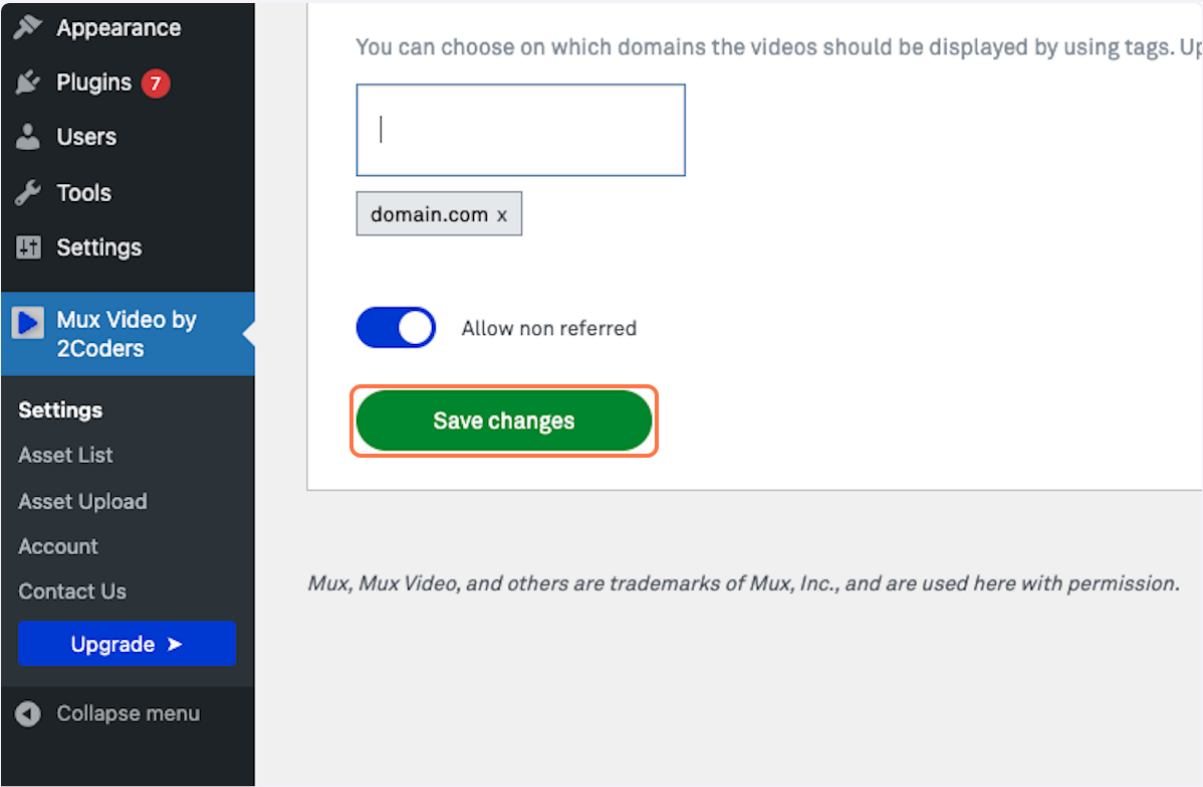 Appearance
Plugins 7
Users
Tools
Settings
Mux Video by
2Coders
Settings
Asset List
Asset Upload
Account
Contact Us
Upgrade ➤
Collapse menu
You can choose on which domains the videos should be displayed by using tags.
domain.com x
Allow non referred
Save changes
Mux, Mux Video, and others are trademarks of Mux, Inc., and are used here with permission.